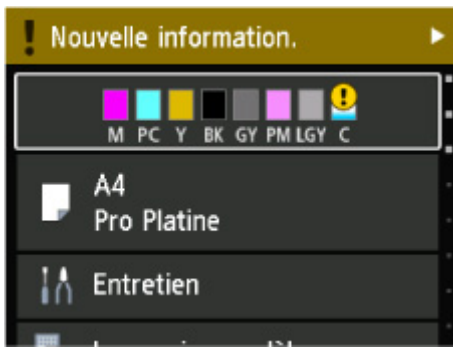 Nouvelle information.
M PC Y BK GY PM LGY C
A4
Pro Platine
Entretien